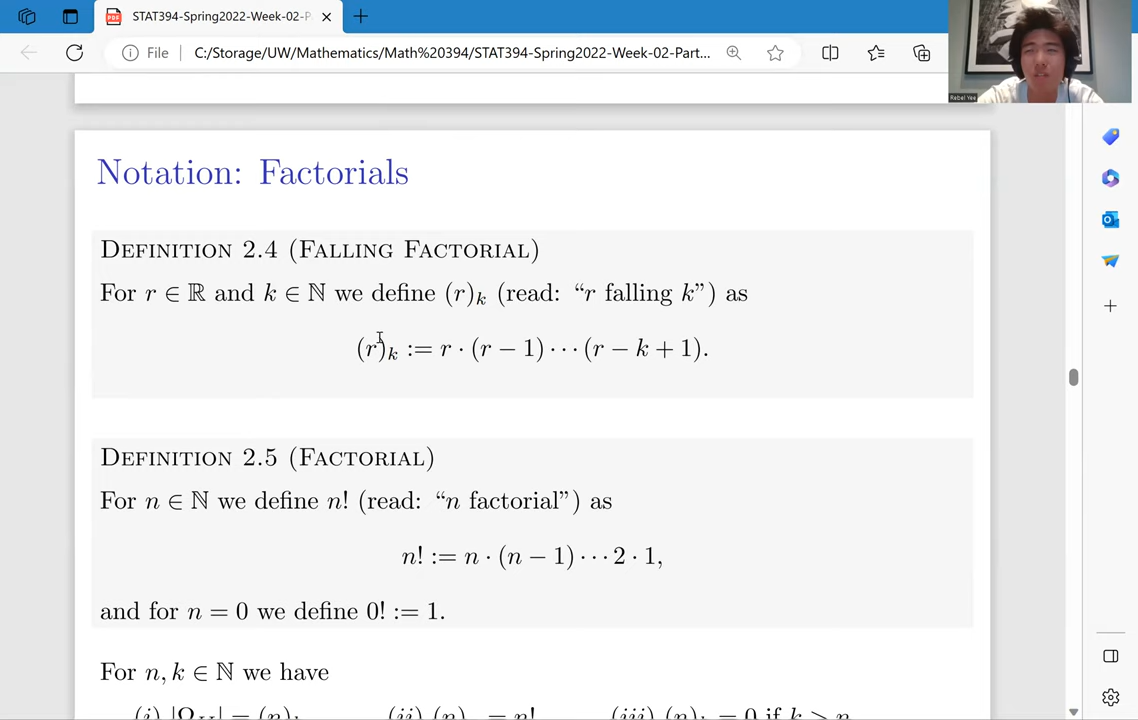 STAT394-Spring2022-Week-02-P
File
C:/Storage/UW/Mathematics/Math%20394/STAT394-Spring2022-Week-02-Part...
Rebel Yee
Notation: Factorials
Definition 2.4 (Falling Factorial)
For r ∈ ℝ and k ∈ ℕ we define (r)ₖ (read: “r falling k”) as
(r)ₖ := r · (r − 1) · · · (r − k + 1).
Definition 2.5 (Factorial)
For n ∈ ℕ we define n! (read: “n factorial”) as
n! := n · (n − 1) · · · 2 · 1,
and for n = 0 we define 0! := 1.
For n, k ∈ ℕ we have